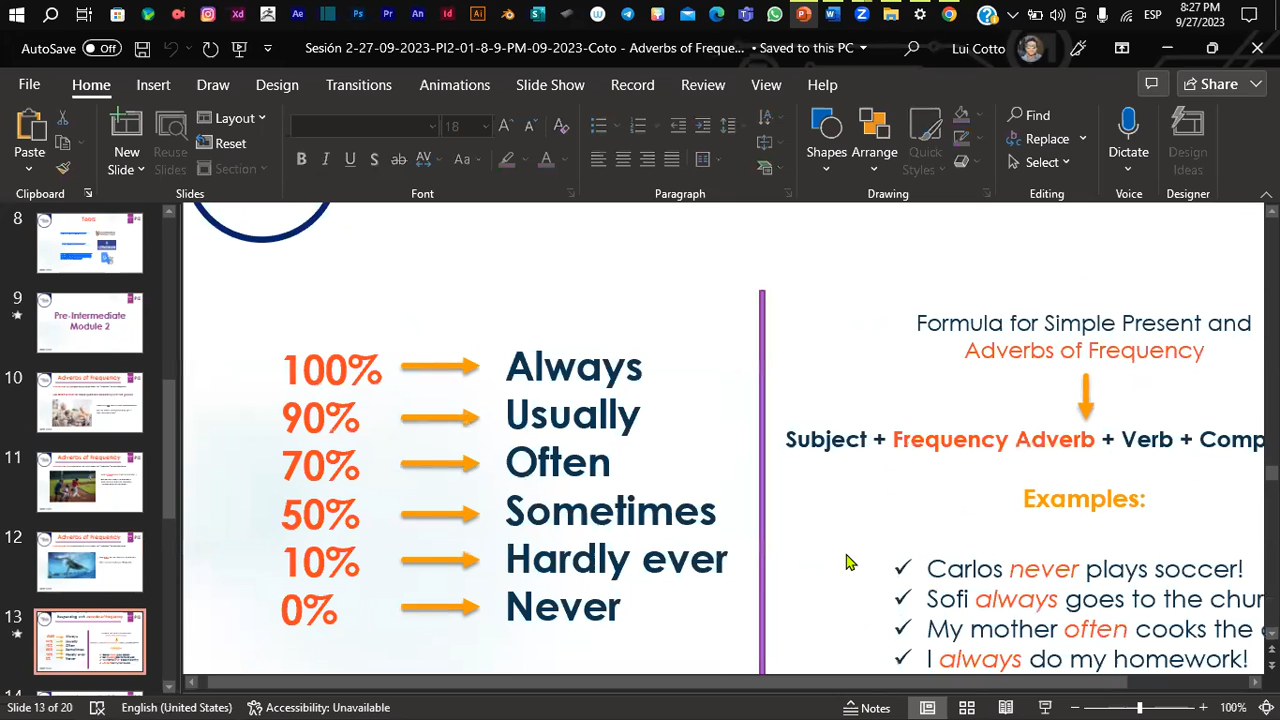 8:27 PM
ESP
9/27/2023
AutoSave
Off
Sesión 2-27-09-2023-PI2-01-8-9-PM-09-2023-Coto - Adverbs of Freque... • Saved to this PC
Lui Cotto
File Home Insert Draw Design Transitions Animations Slide Show Record Review View Help
Share
Paste
New Slide
Reuse Slides
Layout
Reset
Section
18
Shapes
Arrange
Quick Styles
Find
Replace
Select
Dictate
Design Ideas
Clipboard Slides Font Paragraph Drawing Editing Voice Designer
8
9
Pre-Intermediate
Module 2
10
Adverbs of Frequency
11
Adverbs of Frequency
12
Adverbs of Frequency
13
14
100% Always
90% Usually
70% Often
50% Sometimes
10% Hardly ever
0% Never
Formula for Simple Present and
Adverbs of Frequency
Subject + Frequency Adverb + Verb + Comp
Examples:
✓ Carlos never plays soccer!
✓ Sofi always goes to the chur
✓ My mother often cooks the
✓ I always do my homework!
Slide 13 of 20
English (United States)
Accessibility: Unavailable
Notes
100%